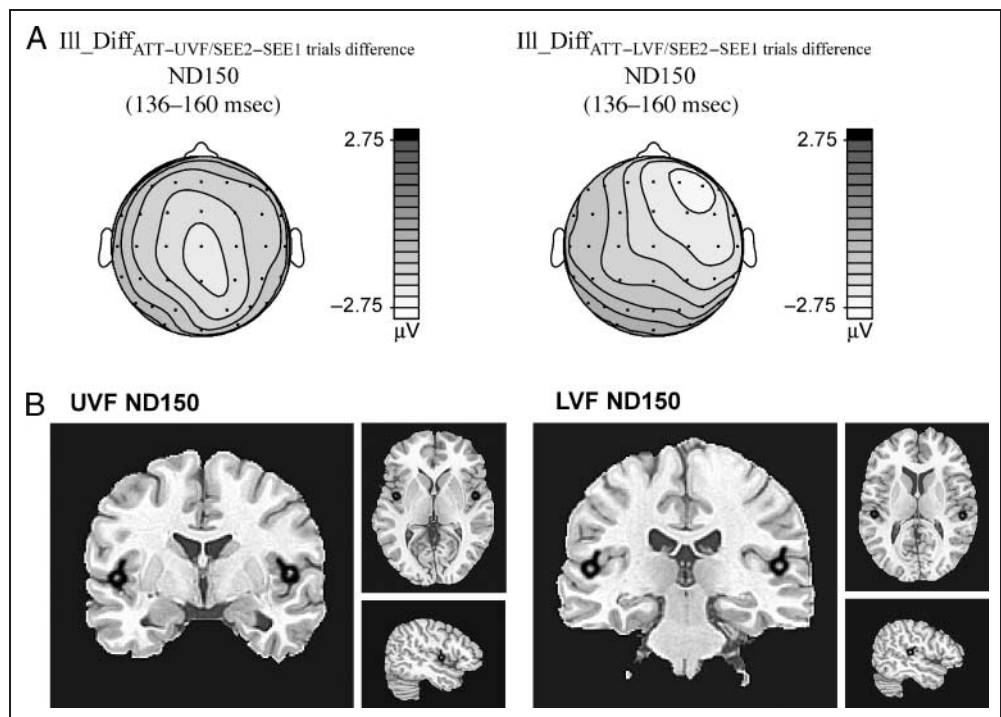 A
Ill_Diff ATT–UVF/SEE2–SEE1 trials difference
ND150
(136–160 msec)
2.75
–2.75
µV
Ill_Diff ATT–LVF/SEE2–SEE1 trials difference
ND150
(136–160 msec)
2.75
–2.75
µV
B
UVF ND150
LVF ND150